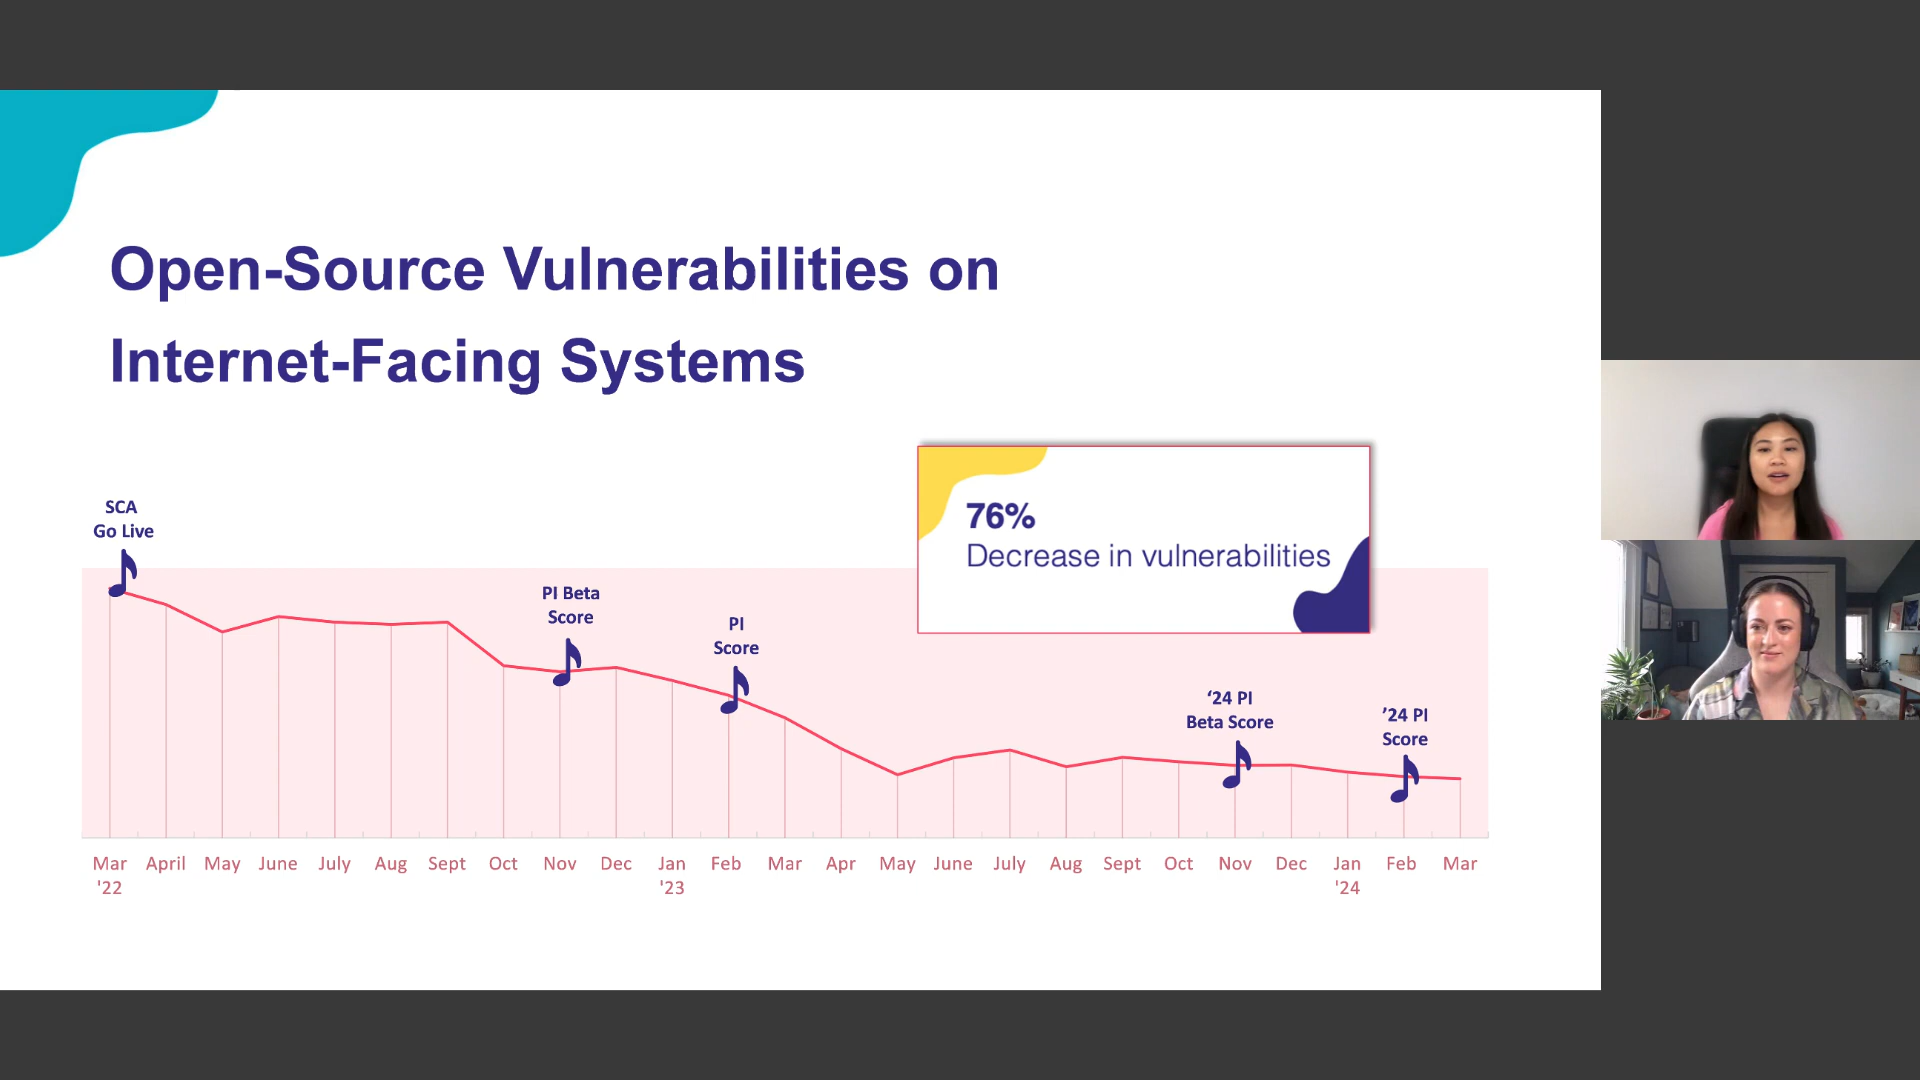 Open-Source Vulnerabilities on
Internet-Facing Systems
76%
Decrease in vulnerabilities
SCA
Go Live
PI Beta
Score
PI
Score
‘24 PI
Beta Score
’24 PI
Score
Mar April May June July Aug Sept Oct Nov Dec Jan Feb Mar Apr May June July Aug Sept Oct Nov Dec Jan Feb Mar
'22 '23 '24